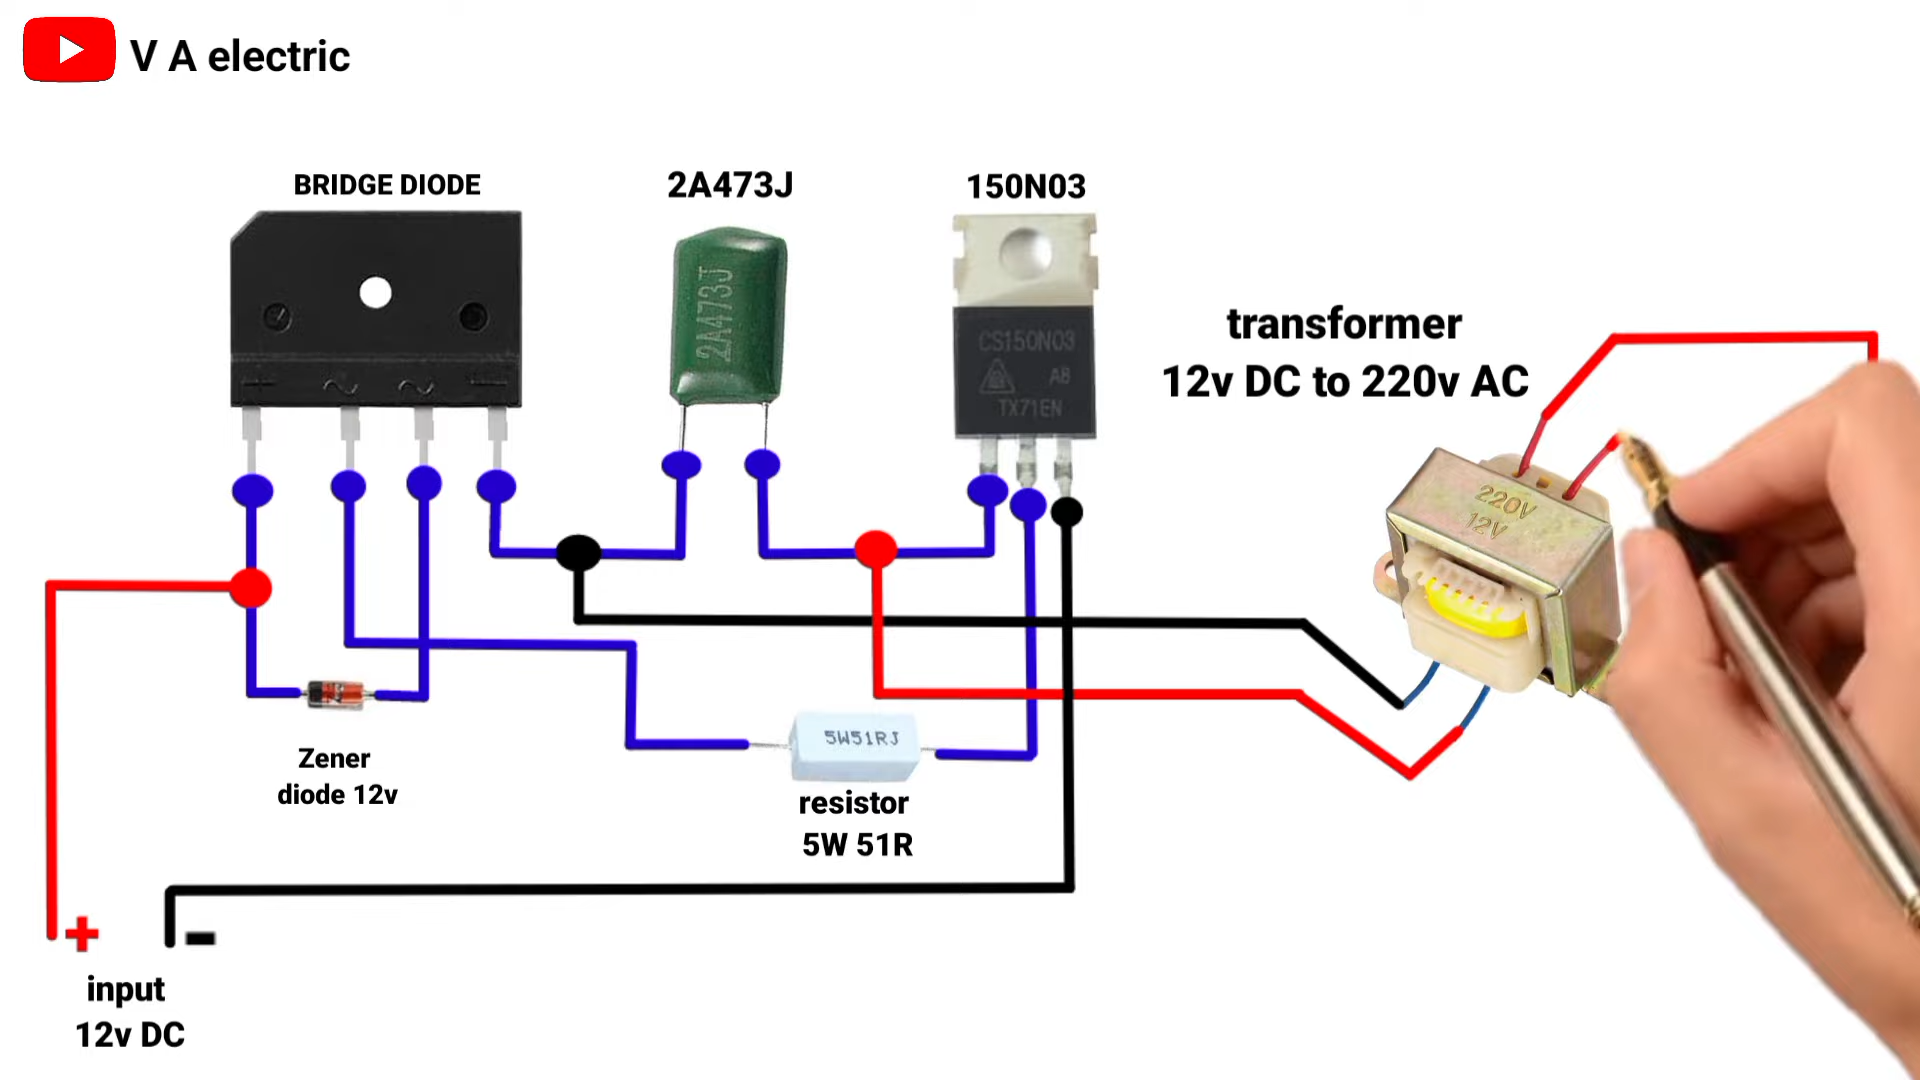 V A electric
BRIDGE DIODE
2A473J
150N03
2A473J
CS150N03
A8
TX71EN
transformer
12v DC to 220v AC
220V
12V
5W51RJ
Zener
diode 12v
resistor
5W 51R
+
-
input
12v DC